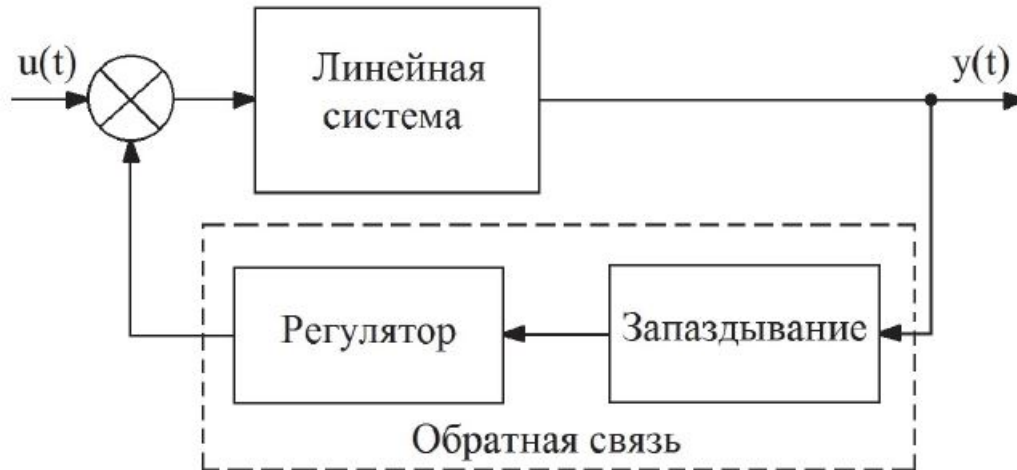 u(t)
Линейная
система
y(t)
Регулятор
Запаздывание
Обратная связь